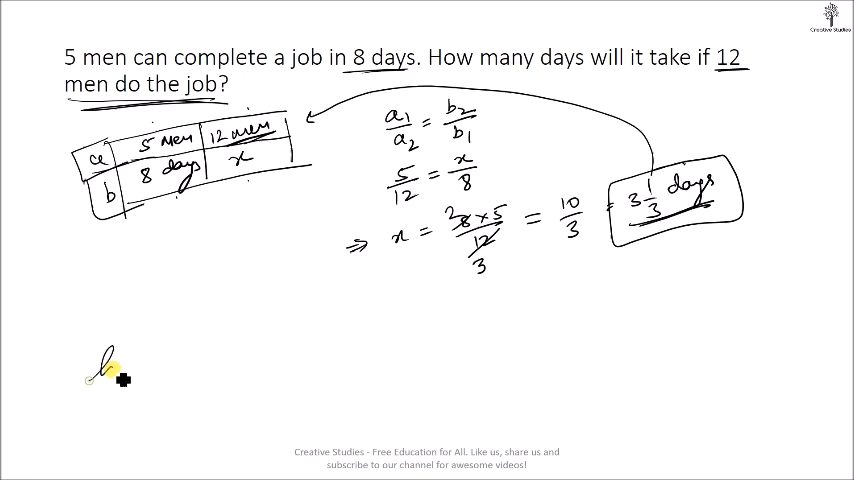 Creative Studies
5 men can complete a job in 8 days. How many days will it take if 12
men do the job?
a 5 Men 12 men
b 8 days x
a1/a2 = b2/b1
5/12 = x/8
⇒ x = 2 8 x 5 / 12 3 = 10/3 = 3 1/3 days
Creative Studies - Free Education for All. Like us, share us and
subscribe to our channel for awesome videos!